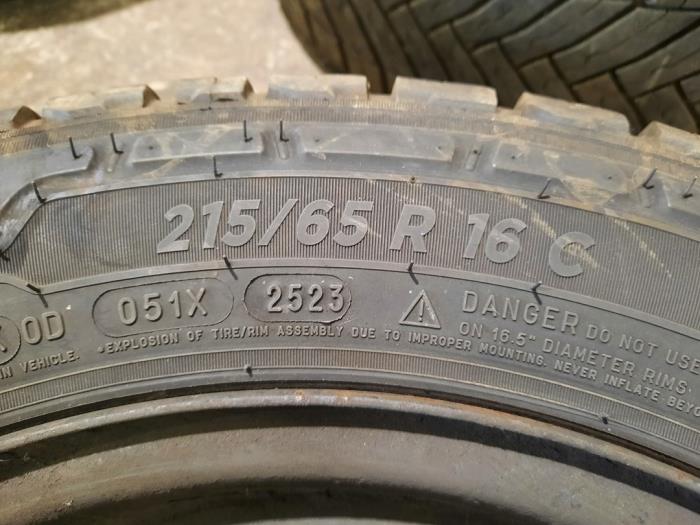 215/65 R 16 C
0D 051X 2523 DANGER DO NOT USE
ON 16.5" DIAMETER RIMS
IN VEHICLE. •EXPLOSION OF TIRE/RIM ASSEMBLY DUE TO IMPROPER MOUNTING. NEVER INFLATE